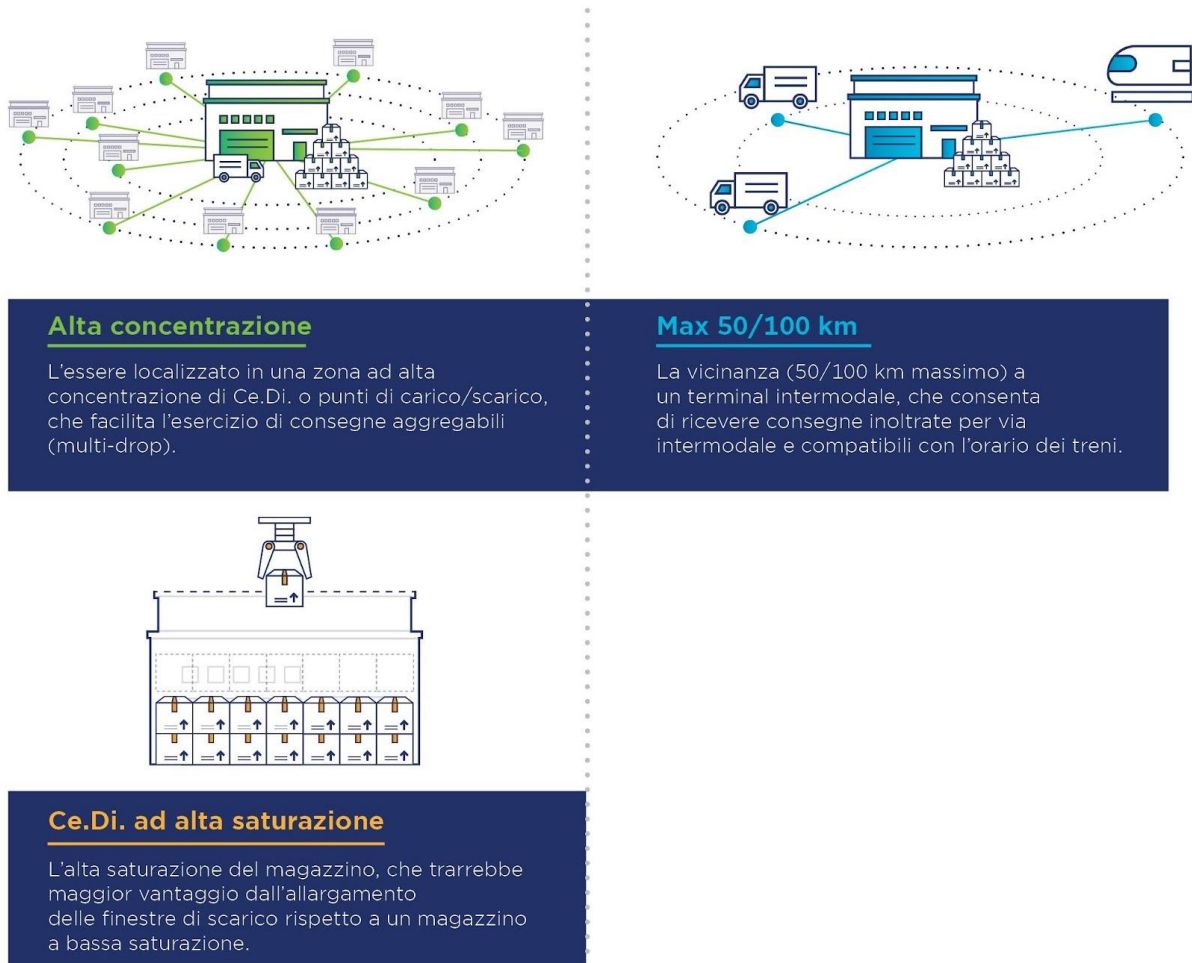 Alta concentrazione
L'essere localizzato in una zona ad alta
concentrazione di Ce.Di. o punti di carico/scarico,
che facilita l'esercizio di consegne aggregabili
(multi-drop).
Max 50/100 km
La vicinanza (50/100 km massimo) a
un terminal intermodale, che consenta
di ricevere consegne inoltrate per via
intermodale e compatibili con l'orario dei treni.
Ce.Di. ad alta saturazione
L'alta saturazione del magazzino, che trarrebbe
maggior vantaggio dall'allargamento
delle finestre di scarico rispetto a un magazzino
a bassa saturazione.